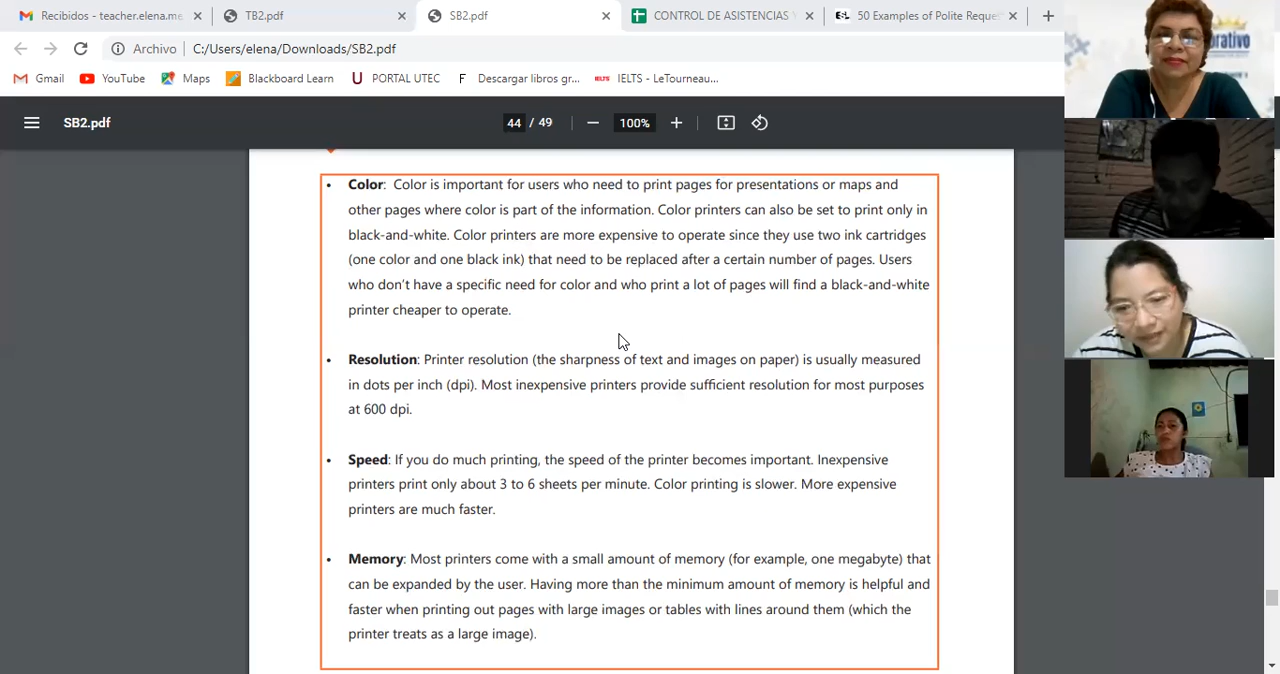 Recibidos - teacher.elena.me
TB2.pdf
SB2.pdf
CONTROL DE ASISTENCIAS Y
50 Examples of Polite Reques
Archivo
C:/Users/elena/Downloads/SB2.pdf
Gmail
YouTube
Maps
Blackboard Learn
PORTAL UTEC
Descargar libros gr...
IELTS - LeTourneau...
SB2.pdf
44 / 49
100%
orativo
• Color: Color is important for users who need to print pages for presentations or maps and
other pages where color is part of the information. Color printers can also be set to print only in
black-and-white. Color printers are more expensive to operate since they use two ink cartridges
(one color and one black ink) that need to be replaced after a certain number of pages. Users
who don't have a specific need for color and who print a lot of pages will find a black-and-white
printer cheaper to operate.
• Resolution: Printer resolution (the sharpness of text and images on paper) is usually measured
in dots per inch (dpi). Most inexpensive printers provide sufficient resolution for most purposes
at 600 dpi.
• Speed: If you do much printing, the speed of the printer becomes important. Inexpensive
printers print only about 3 to 6 sheets per minute. Color printing is slower. More expensive
printers are much faster.
• Memory: Most printers come with a small amount of memory (for example, one megabyte) that
can be expanded by the user. Having more than the minimum amount of memory is helpful and
faster when printing out pages with large images or tables with lines around them (which the
printer treats as a large image).